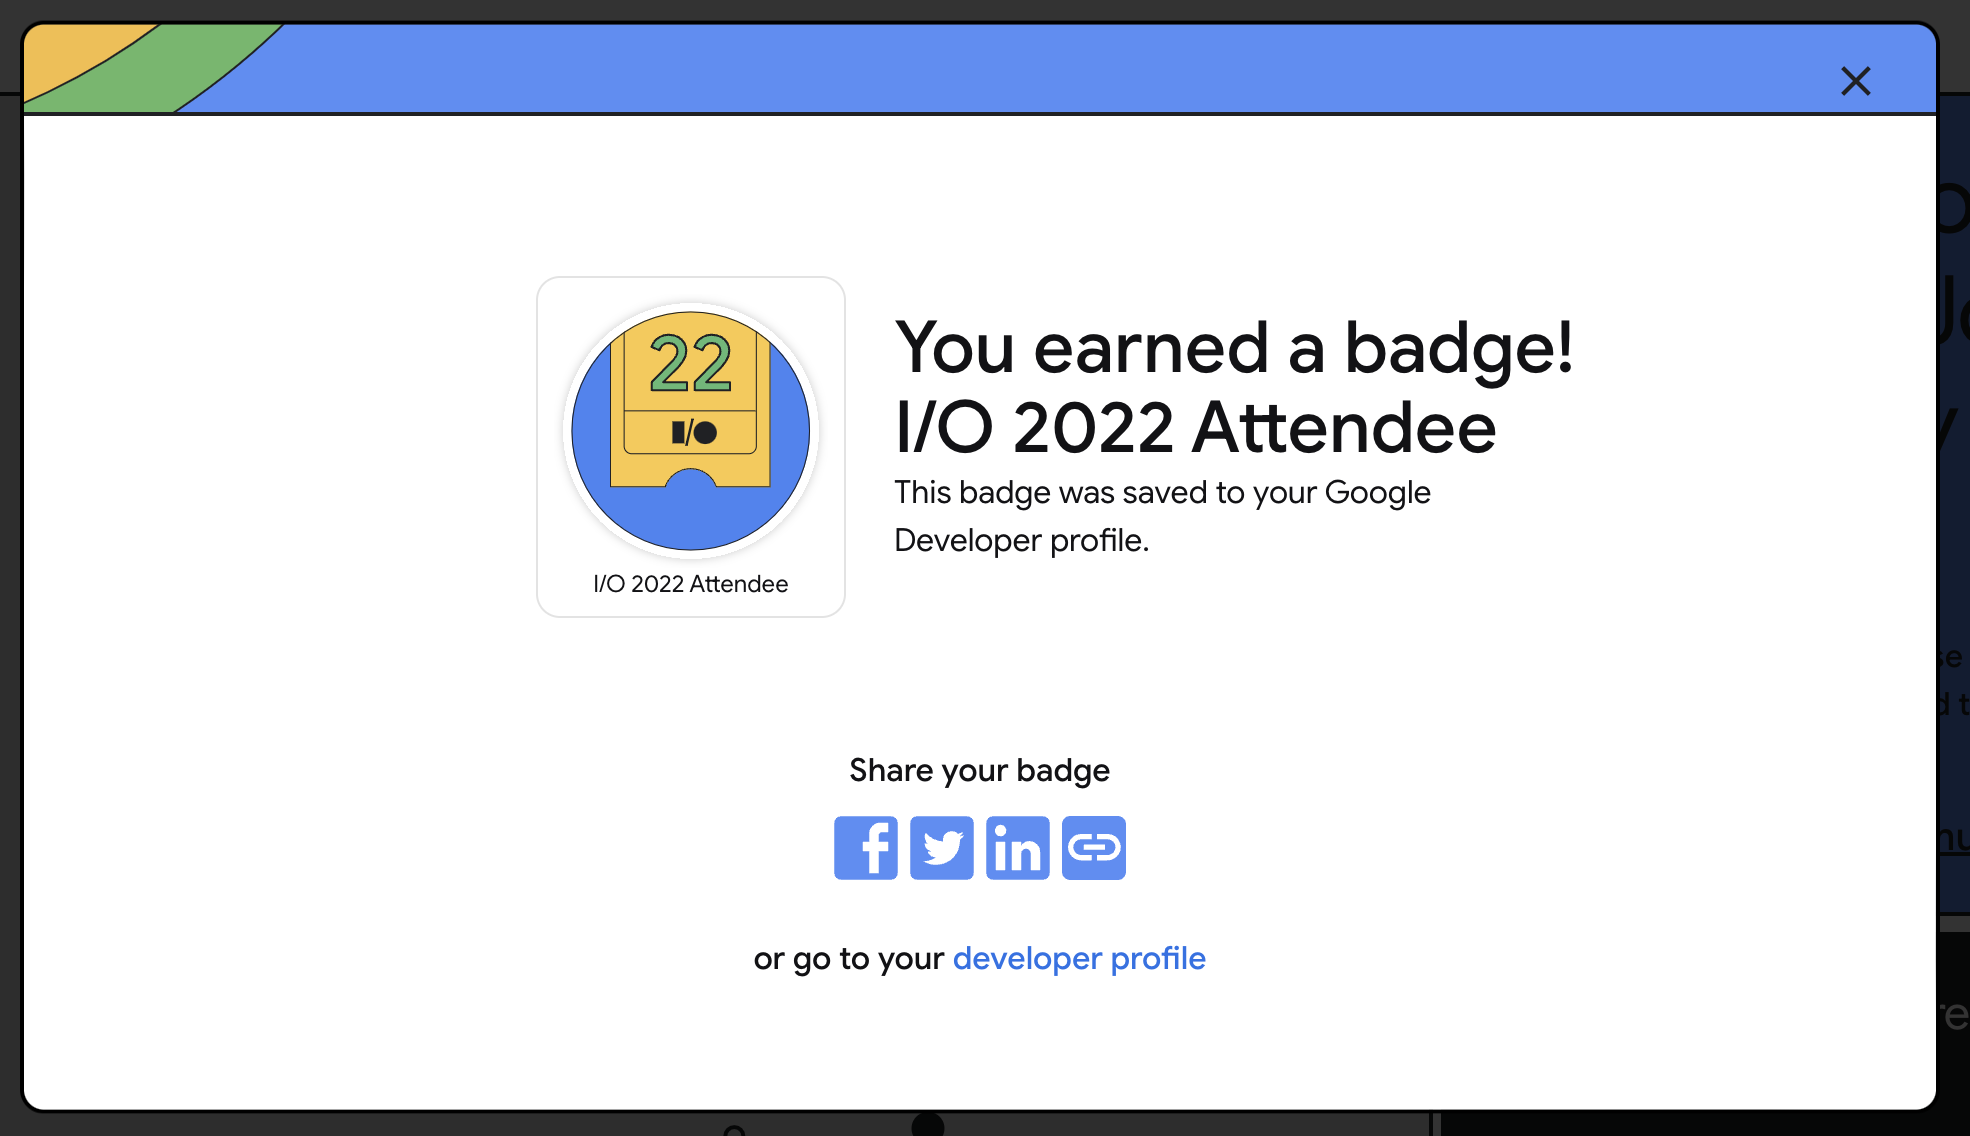 22
I/O
I/O 2022 Attendee
You earned a badge!
I/O 2022 Attendee
This badge was saved to your Google
Developer profile.
Share your badge
or go to your developer profile